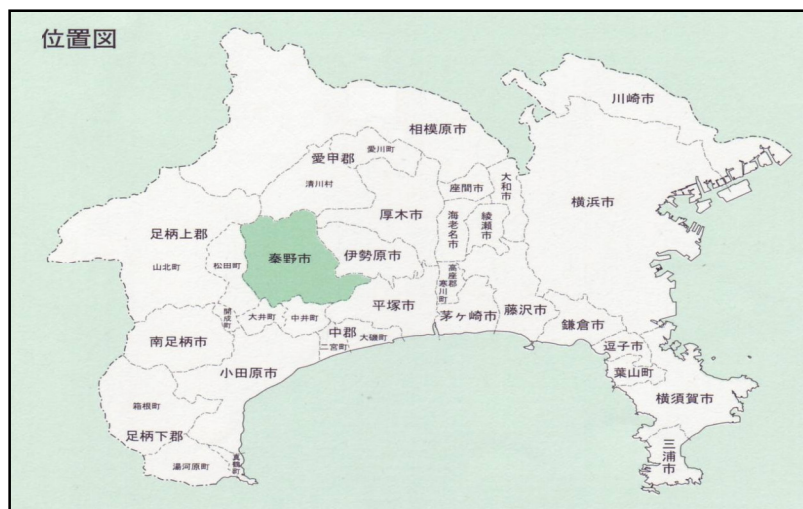 位置図
川崎市
相模原市
愛川町
愛甲郡
清川村
座間市
大和市
横浜市
厚木市
海老名市
綾瀬市
足柄上郡
山北町
松田町
秦野市
伊勢原市
高座郡
寒川町
開成町
大井町
中井町
平塚市
茅ヶ崎市
藤沢市
鎌倉市
中郡
二宮町
大磯町
南足柄市
小田原市
逗子市
葉山町
横須賀市
箱根町
足柄下郡
湯河原町
真鶴町
三浦市